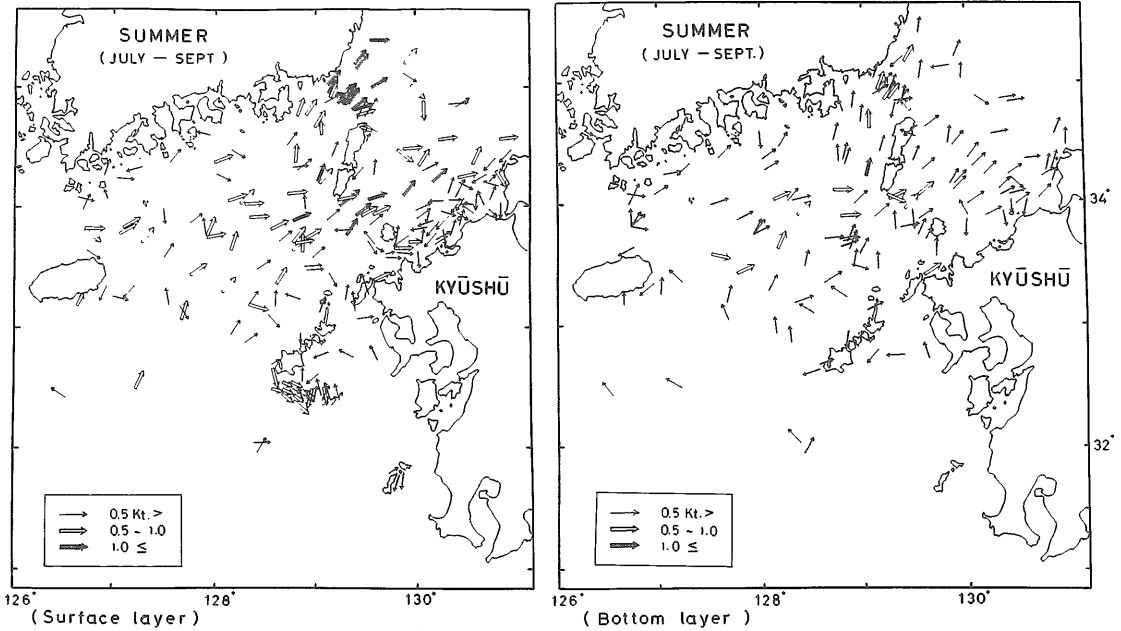 SUMMER
(JULY — SEPT)
KYŪSHŪ
0.5 Kt. >
0.5 ~ 1.0
1.0 ≤
126° 128° 130°
(Surface layer)
SUMMER
(JULY — SEPT.)
34°
KYŪSHŪ
32°
0.5 Kt. >
0.5 ~ 1.0
1.0 ≤
126° 128° 130°
(Bottom layer)